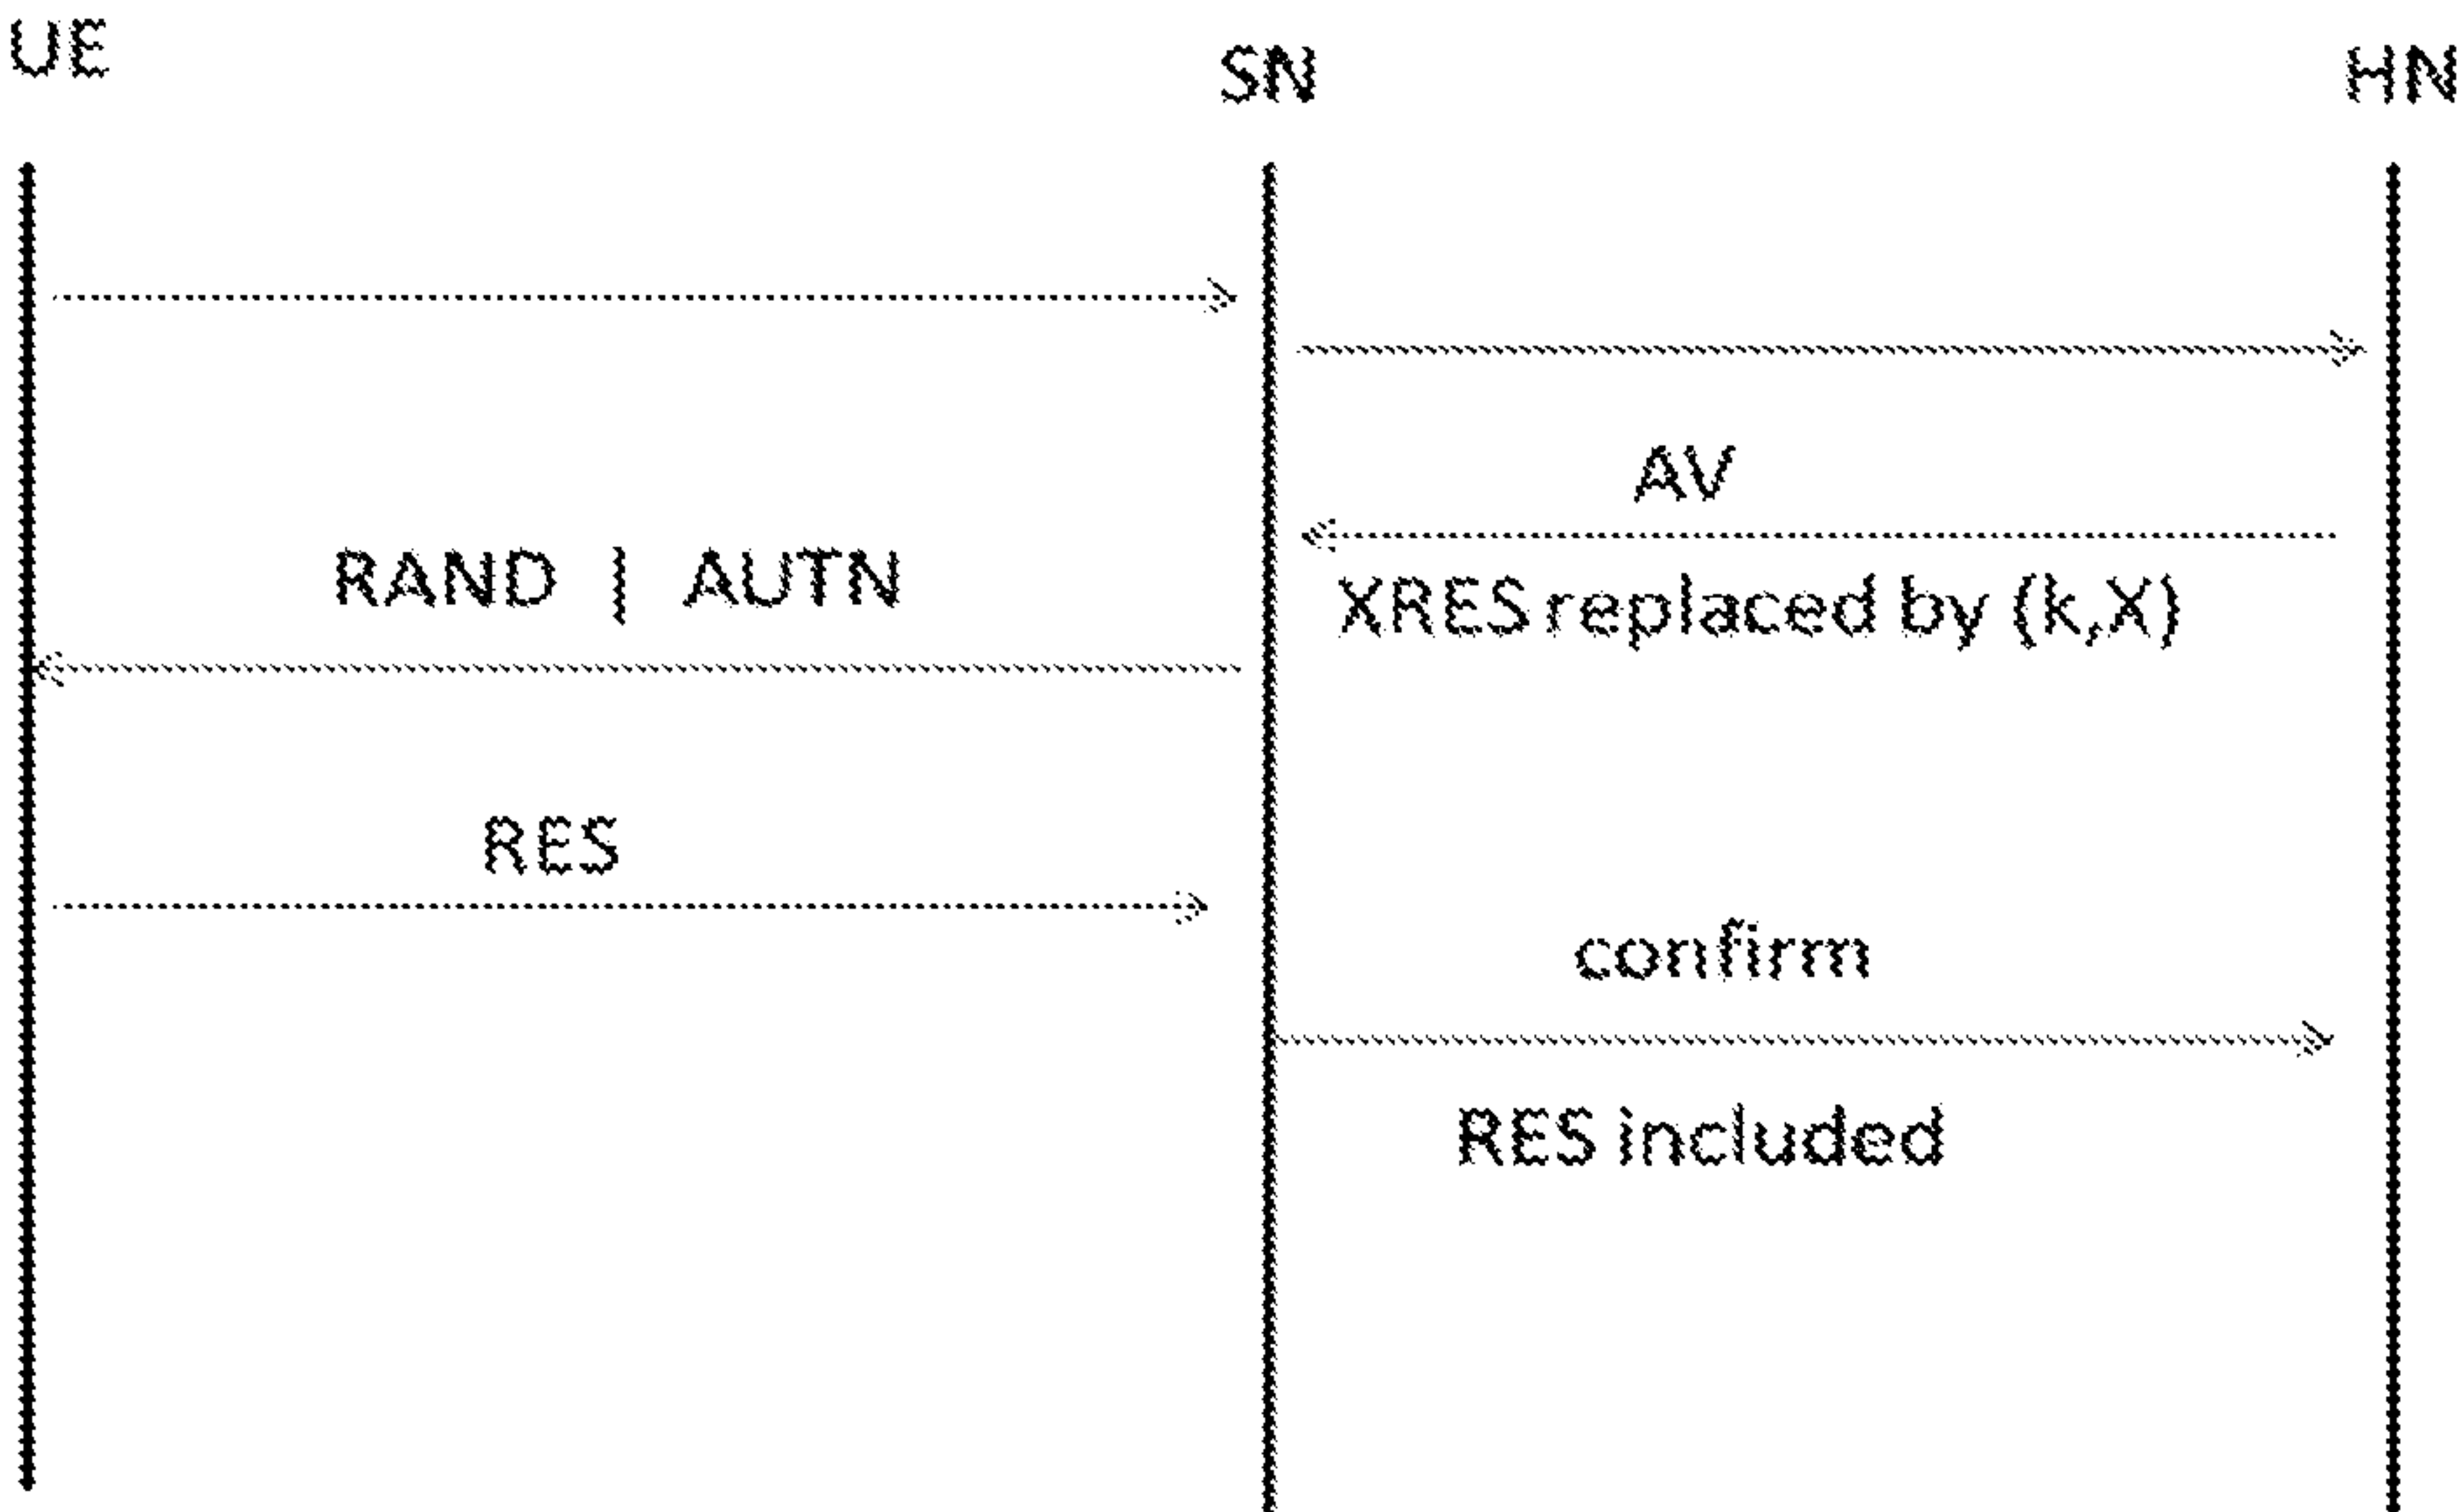 UE
SN
HN
AV
RAND | AUTN
XRES replaced by (k,X)
RES
confirm
RES included